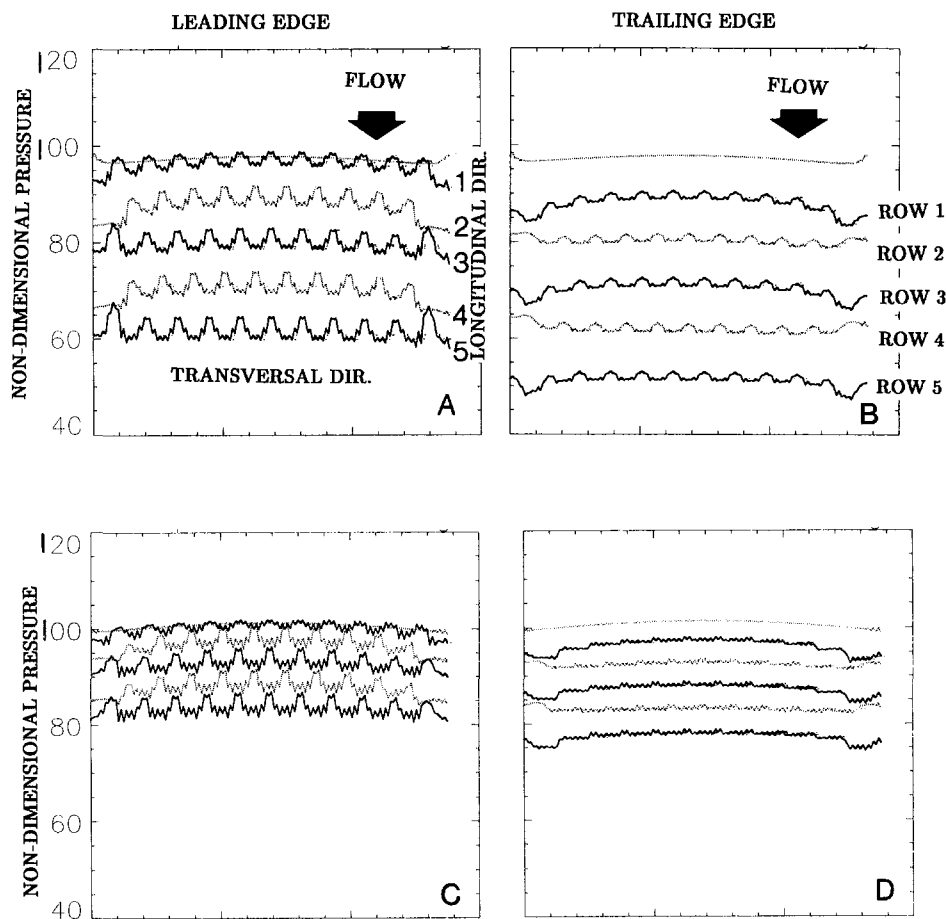 LEADING EDGE
TRAILING EDGE
NON-DIMENSIONAL PRESSURE
120
100
80
60
40
FLOW
1
2
3
4
5
LONGITUDINAL DIR.
TRANSVERSAL DIR.
A
FLOW
ROW 1
ROW 2
ROW 3
ROW 4
ROW 5
B
NON-DIMENSIONAL PRESSURE
120
100
80
60
40
C
D